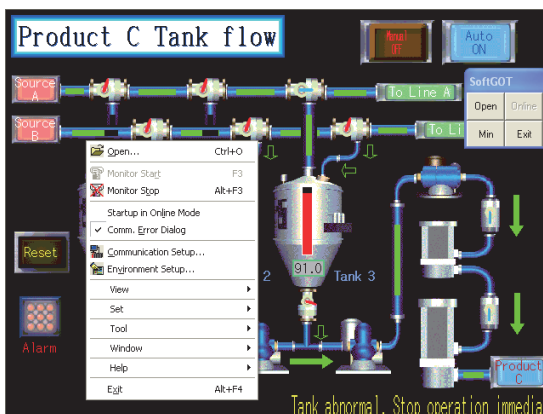 Product C Tank flow
Manual
OFF
Auto
ON
Source
A
To Line A
SoftGOT
Open
Online
Min
Exit
Source
B
To Li
Open... Ctrl+O
Monitor Start F3
Monitor Stop Alt+F3
Startup in Online Mode
Comm. Error Dialog
Communication Setup...
Environment Setup...
View
Set
Tool
Window
Help
Exit Alt+F4
Reset
Alarm
91.0
2
Tank 3
Product
C
Tank abnormal. Stop operation immedia